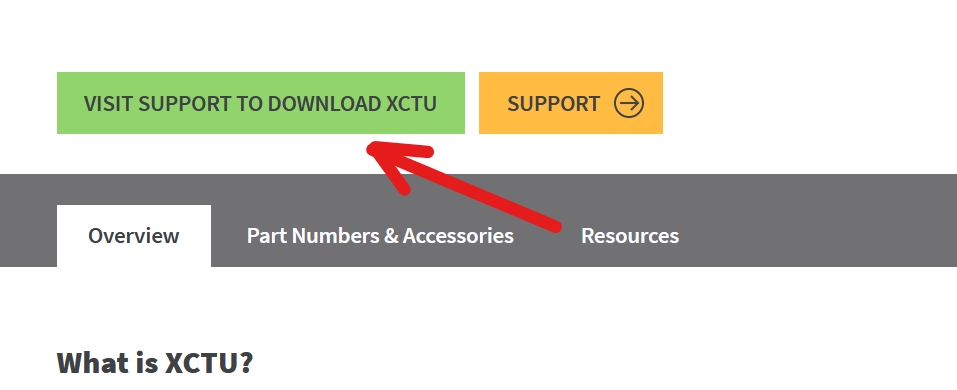 VISIT SUPPORT TO DOWNLOAD XCTU
SUPPORT
Overview
Part Numbers & Accessories
Resources
What is XCTU?